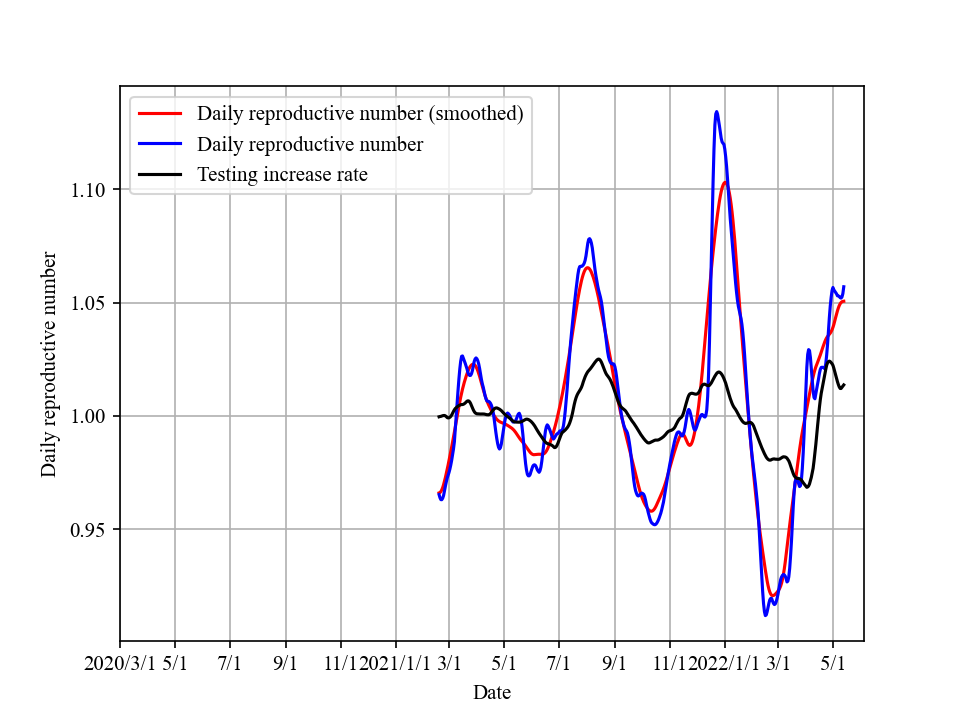 Daily reproductive number (smoothed)
Daily reproductive number
Testing increase rate
Daily reproductive number
1.10
1.05
1.00
0.95
2020/3/1 5/1 7/1 9/1 11/1 2021/1/1 3/1 5/1 7/1 9/1 11/1 2022/1/1 3/1 5/1
Date